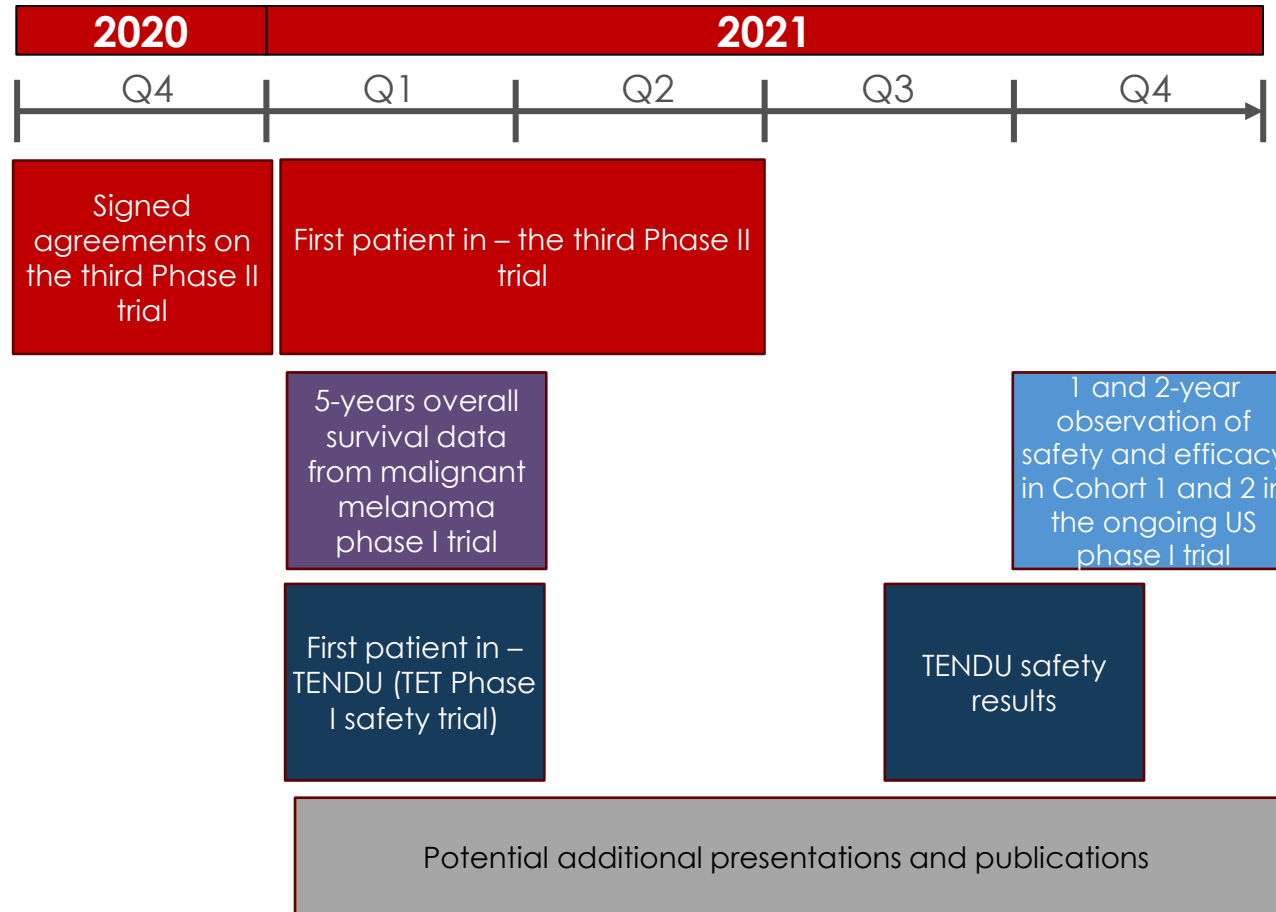 2020
2021
Q4
Q1
Q2
Q3
Q4
Signed
agreements on
the third Phase II
trial
First patient in – the third Phase II
trial
5-years overall
survival data
from malignant
melanoma
phase I trial
1 and 2-year
observation of
safety and efficacy
in Cohort 1 and 2 in
the ongoing US
phase I trial
First patient in –
TENDU (TET Phase
I safety trial)
TENDU safety
results
Potential additional presentations and publications